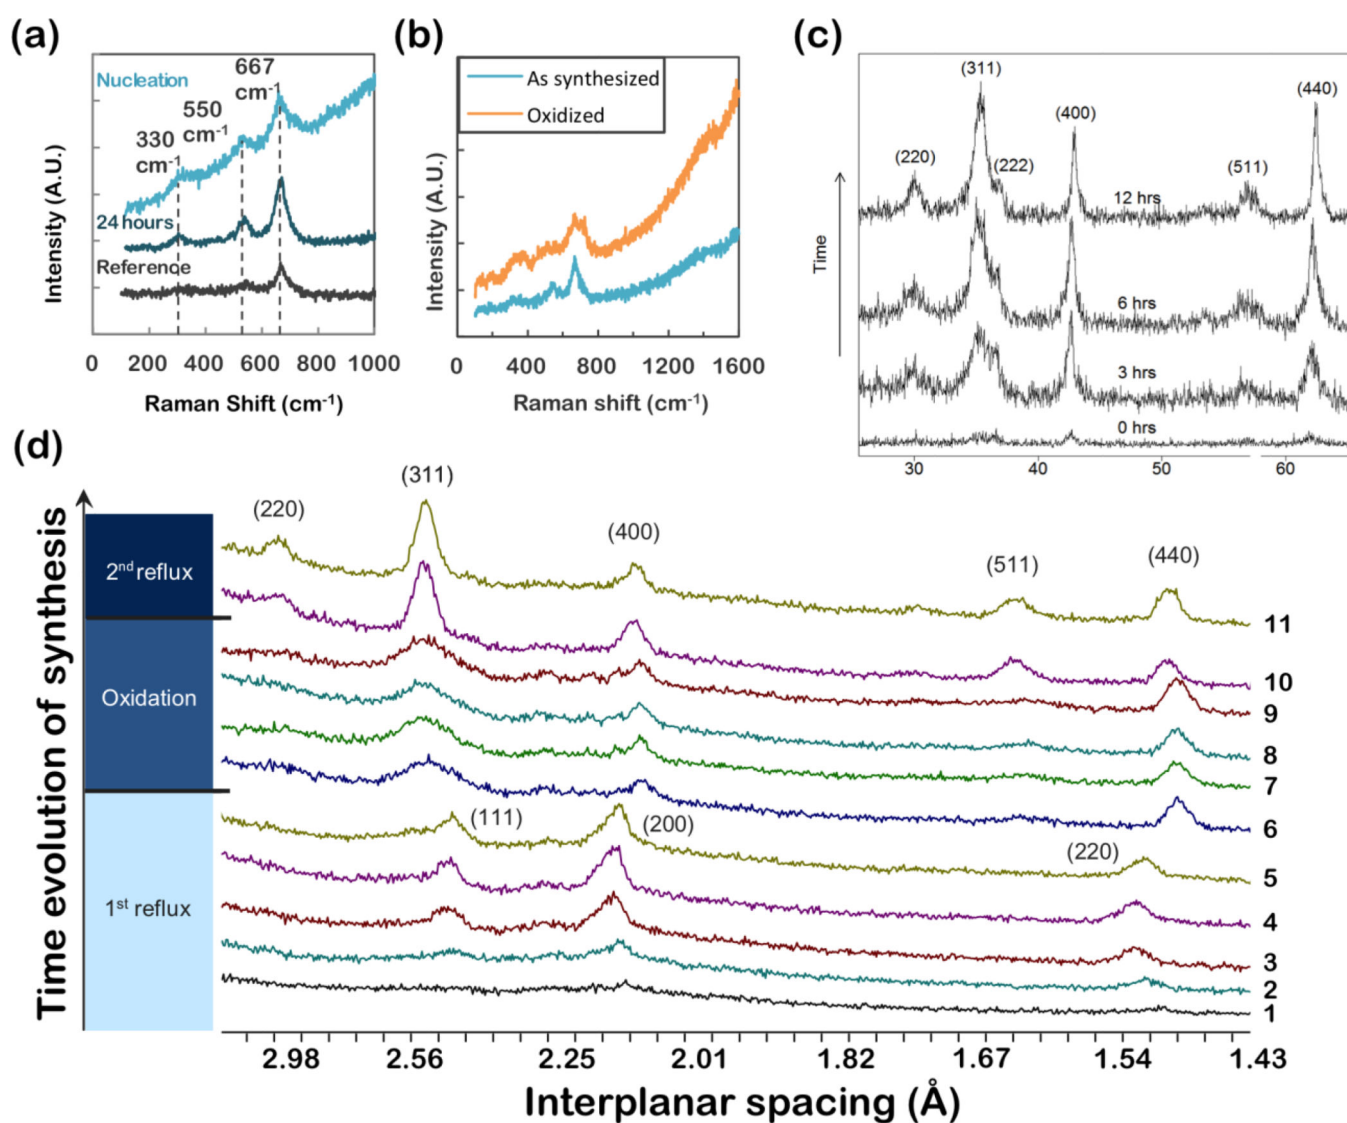 (a)
Nucleation
667
cm-1
550
cm-1
330
cm-1
24 hours
Reference
Intensity (A.U.)
0 200 400 600 800 1000
Raman Shift (cm-1)
(b)
As synthesized
Oxidized
Intensity (A.U.)
0 400 800 1200 1600
Raman shift (cm-1)
(c)
(311)
(440)
(400)
(220)
(222)
(511)
12 hrs
6 hrs
3 hrs
0 hrs
Time
30 40 50 60
(d)
Time evolution of synthesis
2nd reflux
Oxidation
1st reflux
(220)
(311)
(400)
(511)
(440)
(111)
(200)
(220)
11
10
9
8
7
6
5
4
3
2
1
2.98 2.56 2.25 2.01 1.82 1.67 1.54 1.43
Interplanar spacing (Å)